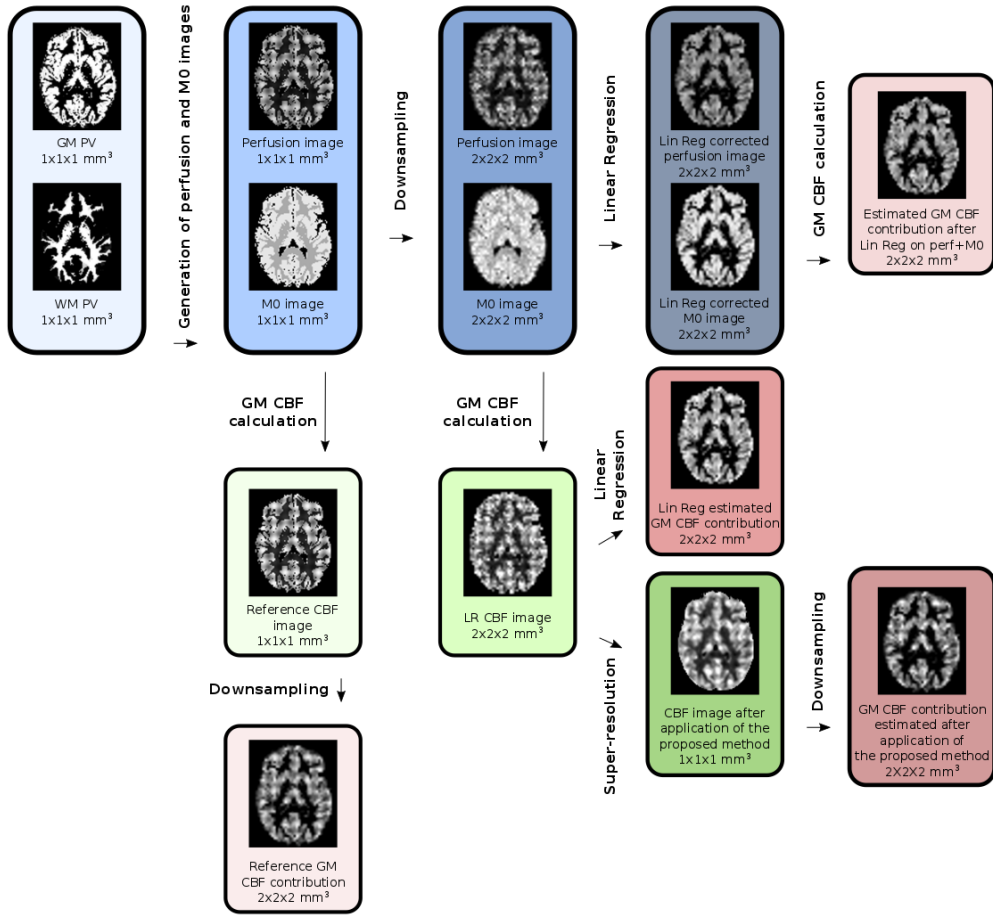 GM PV
1x1x1 mm³
WM PV
1x1x1 mm³
Generation of perfusion and M0 images
Perfusion image
1x1x1 mm³
M0 image
1x1x1 mm³
Downsampling
Perfusion image
2x2x2 mm³
M0 image
2x2x2 mm³
Linear Regression
Lin Reg corrected
perfusion image
2x2x2 mm³
Lin Reg corrected
M0 image
2x2x2 mm³
GM CBF calculation
Estimated GM CBF
contribution after
Lin Reg on perf+M0
2x2x2 mm³
GM CBF
calculation
GM CBF
calculation
Reference CBF
image
1x1x1 mm³
LR CBF image
2x2x2 mm³
Linear
Regression
Lin Reg estimated
GM CBF contribution
2x2x2 mm³
Super-resolution
CBF image after
application of the
proposed method
1x1x1 mm³
Downsampling
GM CBF contribution
estimated after
application of
the proposed method
2X2X2 mm³
Downsampling
Reference GM
CBF contribution
2x2x2 mm³